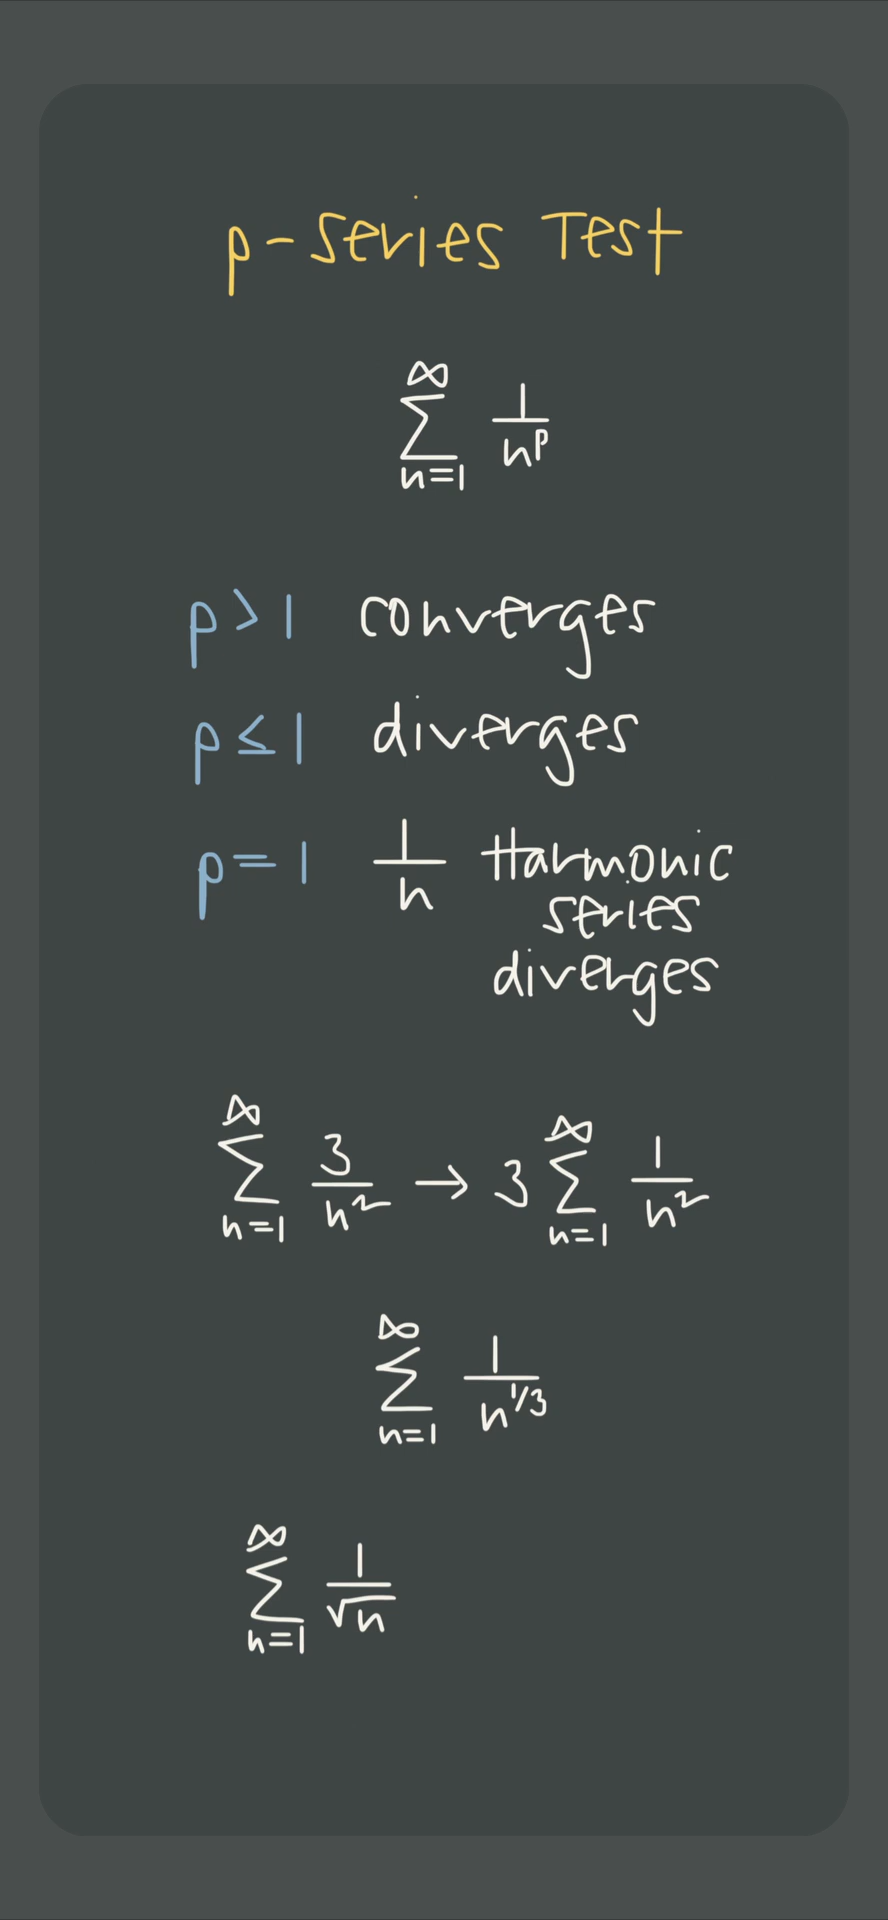 p-series Test
∞∑n=1 1/n^p
p>1 converges
p≤1 diverges
p=1 1/n Harmonic
series
diverges
∞∑n=1 3/n² → 3 ∞∑n=1 1/n²
∞∑n=1 1/n^1/3
∞∑n=1 1/√n